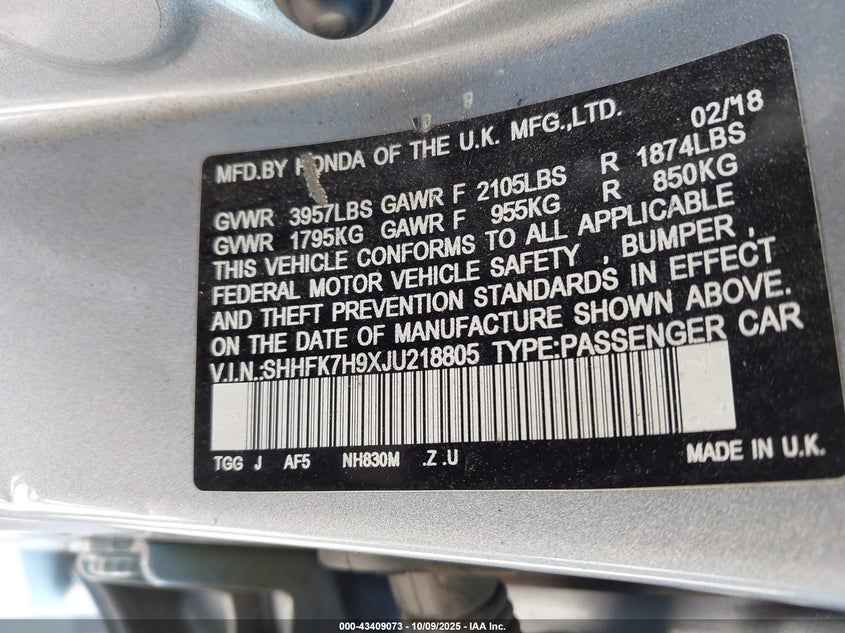 MFD.BY HONDA OF THE U.K. MFG.,LTD. 02/18
GVWR 3957LBS GAWR F 2105LBS R 1874LBS
GVWR 1795KG GAWR F 955KG R 850KG
THIS VEHICLE CONFORMS TO ALL APPLICABLE
FEDERAL MOTOR VEHICLE SAFETY , BUMPER ,
AND THEFT PREVENTION STANDARDS IN EFFECT
ON THE DATE OF MANUFACTURE SHOWN ABOVE.
V.I.N.:SHHFK7H9XJU218805 TYPE:PASSENGER CAR
TGG J AF5 NH830M .Z .U MADE IN U.K.
000-43409073 - 10/09/2025 - IAA Inc.